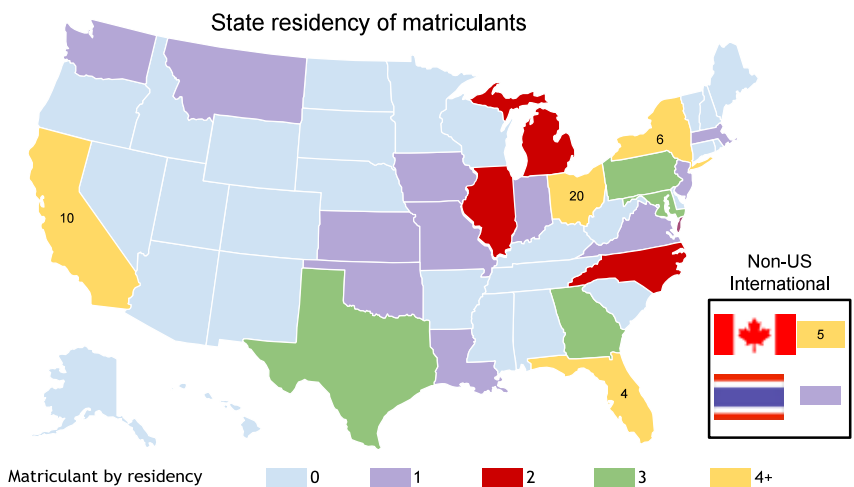 State residency of matriculants
6
20
10
Non-US
International
5
4
Matriculant by residency 0 1 2 3 4+